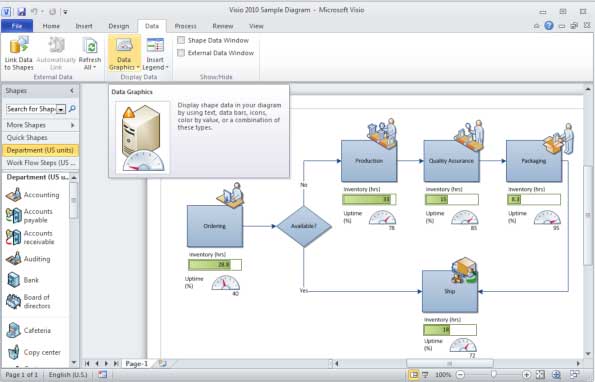 Visio 2010 Sample Diagram - Microsoft Visio
File Home Insert Design Data Process Review View
Link Data to Shapes
Automatically Link
Refresh All
Data Graphics
Insert Legend
Shape Data Window
External Data Window
External Data Display Data Show/Hide
Shapes
Search for Shap
More Shapes
Quick Shapes
Department (US units)
Work Flow Steps (US ...
Department (US u...
Accounting
Accounts payable
Accounts receivable
Auditing
Bank
Board of directors
Cafeteria
Copy center
Data Graphics
Display shape data in your diagram
by using text, data bars, icons,
color by value, or a combination of
these types.
Production Quality Assurance Packaging
No
Inventory (hrs) Inventory (hrs) Inventory (hrs)
33 15 8.3
Uptime (%) Uptime (%) Uptime (%)
78 85 95
Ordering Available?
Inventory (hrs)
28.8
Uptime (%)
40
Yes
Ship
Inventory (hrs)
18
Uptime (%)
72
Page-1
Page 1 of 1 English (U.S.) 100%